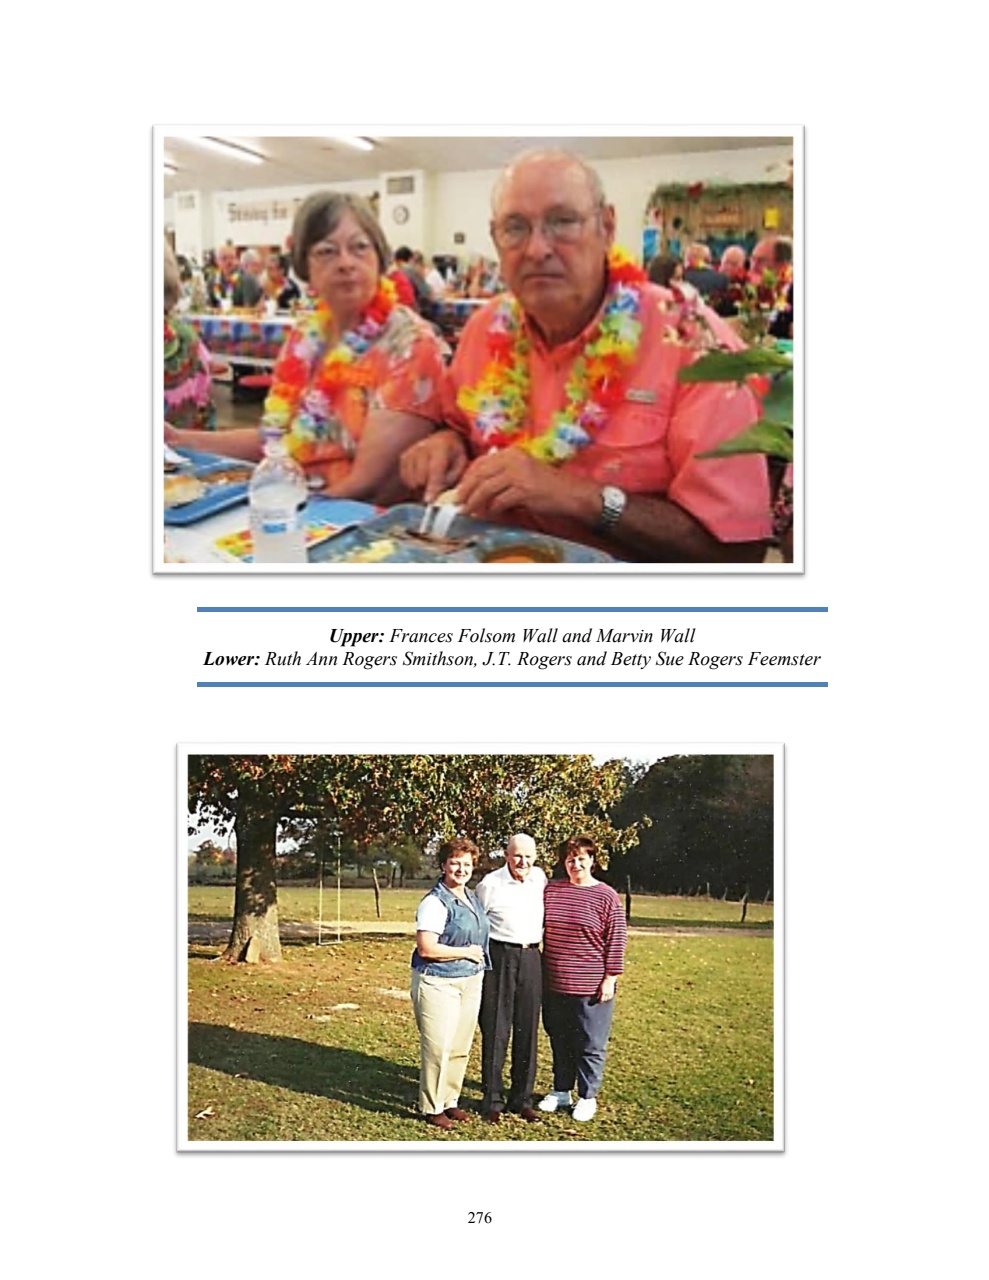 Upper: Frances Folsom Wall and Marvin Wall
Lower: Ruth Ann Rogers Smithson, J.T. Rogers and Betty Sue Rogers Feemster
276